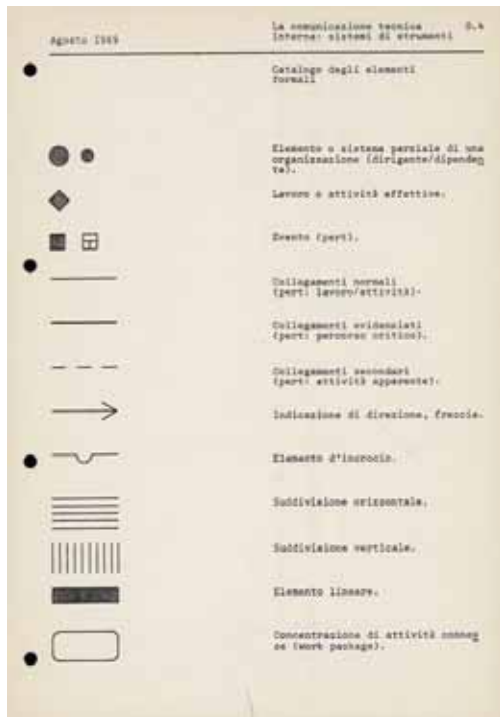 Agosto 1969
La comunicazione tecnica 0.4
interna: sistemi di strumenti
Catalogo degli elementi
formali
Elemento o sistema parziale di una
organizzazione (dirigente/dipenden
te).
Lavoro o attività effettive.
Evento (pert).
Collegamenti normali
(pert: lavoro/attività).
Collegamenti evidenziati
(pert: percorso critico).
Collegamenti secondari
(pert: attività apparente).
Indicazione di direzione, freccia.
Elemento d'incrocio.
Suddivisione orizzontale.
Suddivisione verticale.
Elemento lineare.
Concentrazione di attività conness
se (work package).